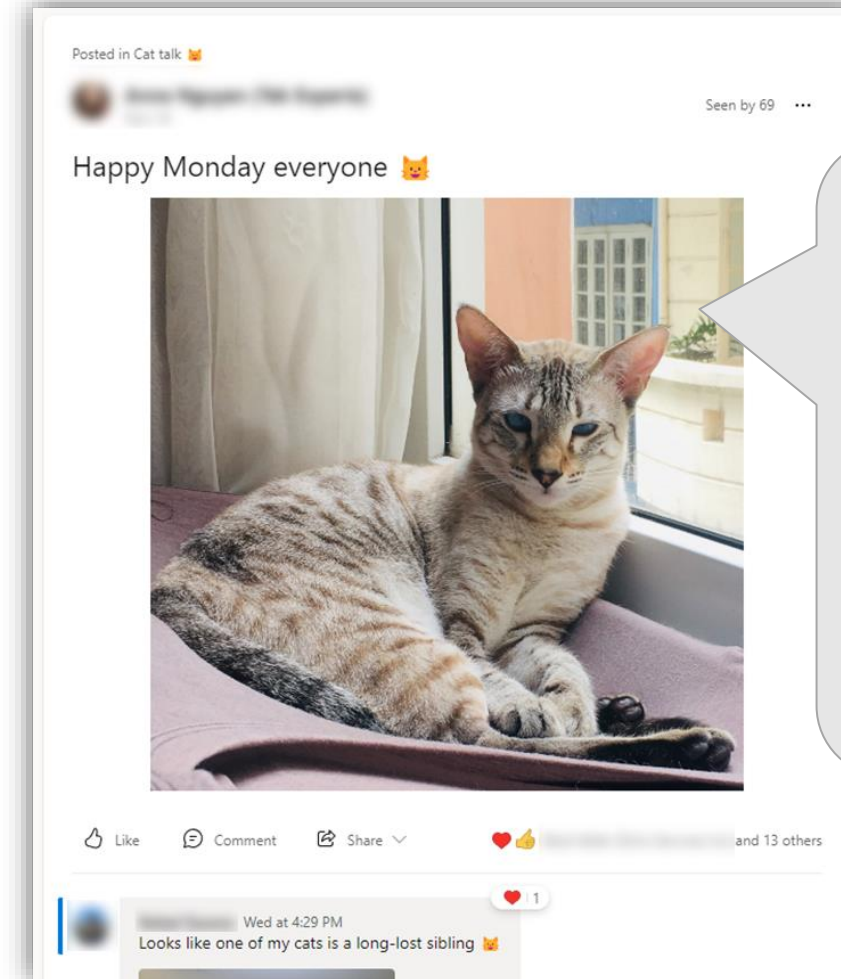 Posted in Cat talk 😺
Seen by 69 •••
Happy Monday everyone 😺
Like Comment Share and 13 others
1
Wed at 4:29 PM
Looks like one of my cats is a long-lost sibling 😺